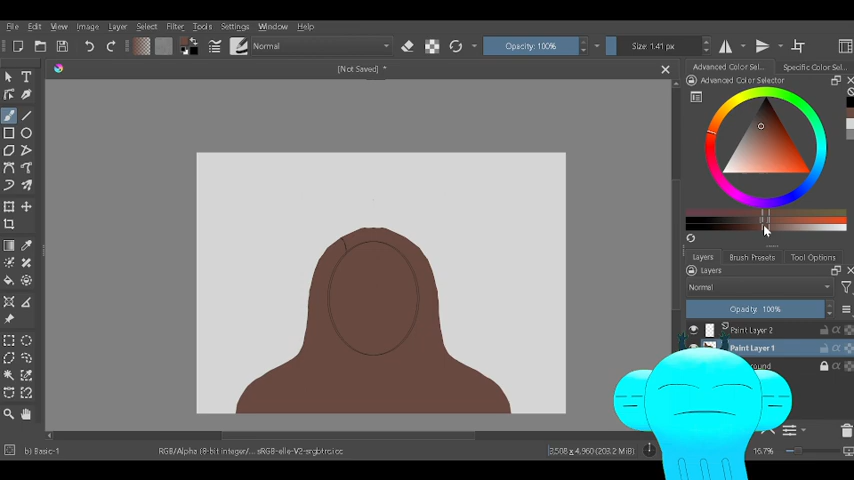 File Edit View Image Layer Select Filter Tools Settings Window Help
Normal Opacity: 100% Size: 1.41 px
[Not Saved] *
Advanced Color Sel... Specific Color Sel...
Advanced Color Selector
Layers Brush Presets Tool Options
Layers
Normal
Opacity: 100%
Paint Layer 2
Paint Layer 1
b) Basic-1 RGB/Alpha (8-bit integer/... sRGB-elle-V2-srgbtrc.icc 3,508 x 4,960 (203.2 MiB) 16.7%